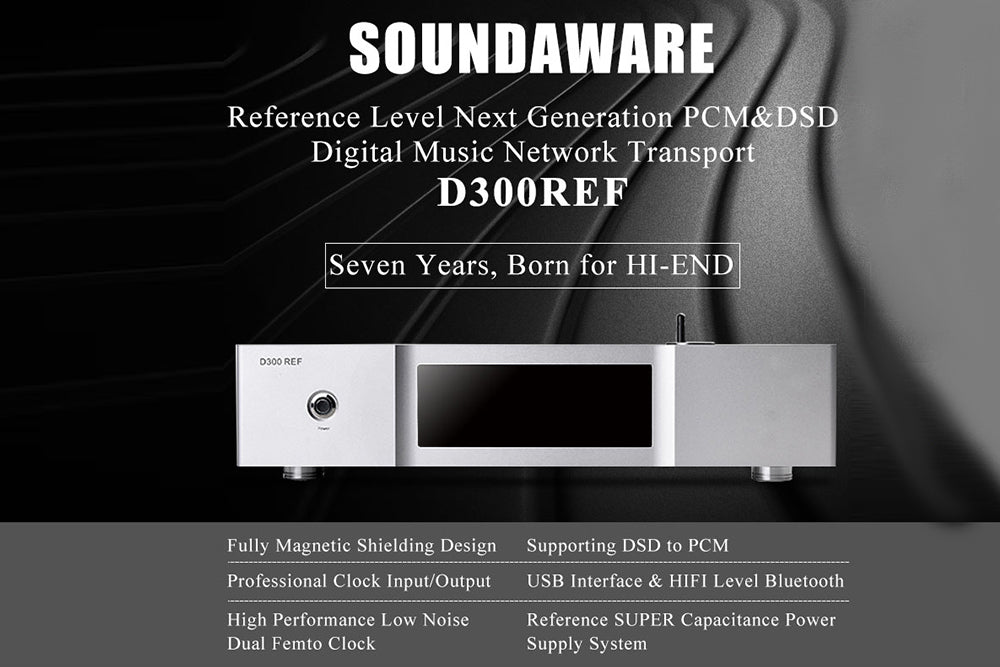 SOUNDAWARE
Reference Level Next Generation PCM&DSD
Digital Music Network Transport
D300REF
Seven Years, Born for HI-END
D300 REF
Power
Fully Magnetic Shielding Design
Supporting DSD to PCM
Professional Clock Input/Output
USB Interface & HIFI Level Bluetooth
High Performance Low Noise
Dual Femto Clock
Reference SUPER Capacitance Power
Supply System